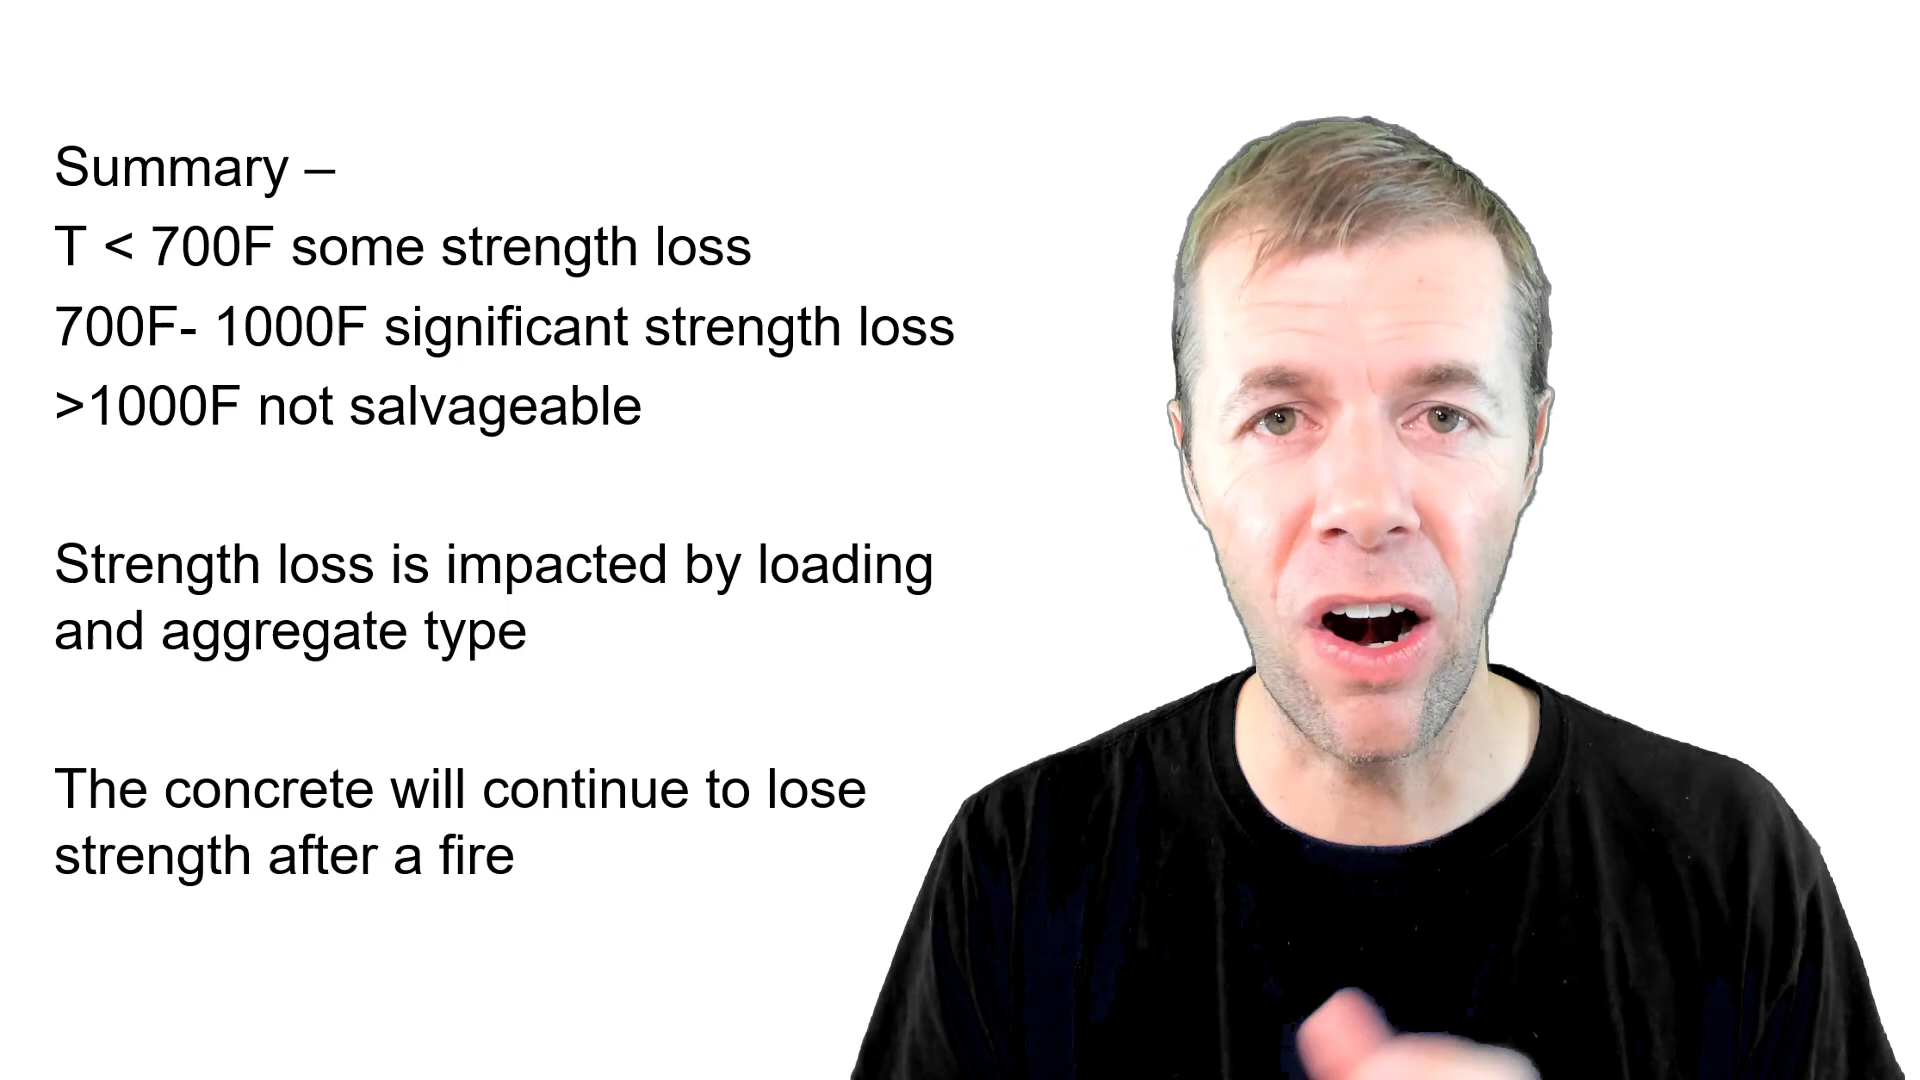 Summary –
T < 700F some strength loss
700F- 1000F significant strength loss
>1000F not salvageable
Strength loss is impacted by loading
and aggregate type
The concrete will continue to lose
strength after a fire